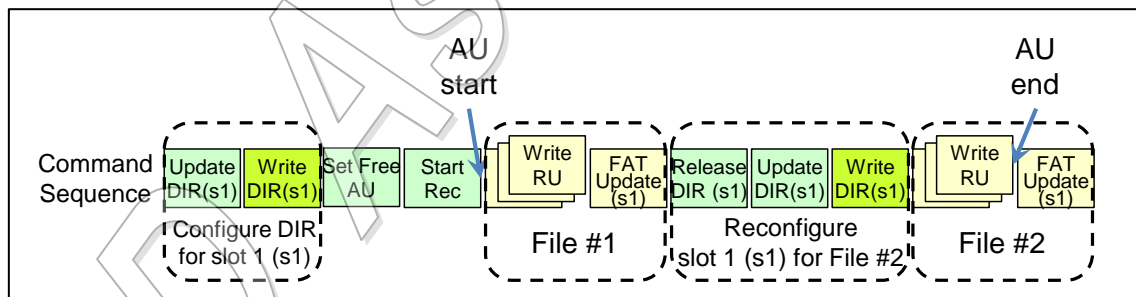 AU
start
AU
end
Command
Sequence
Update
DIR(s1)
Write
DIR(s1)
Set Free
AU
Start
Rec
Write
RU
FAT
Update
(s1)
Release
DIR (s1)
Update
DIR(s1)
Write
DIR(s1)
Write
RU
FAT
Update
(s1)
Configure DIR
for slot 1 (s1)
File #1
Reconfigure
slot 1 (s1) for File #2
File #2